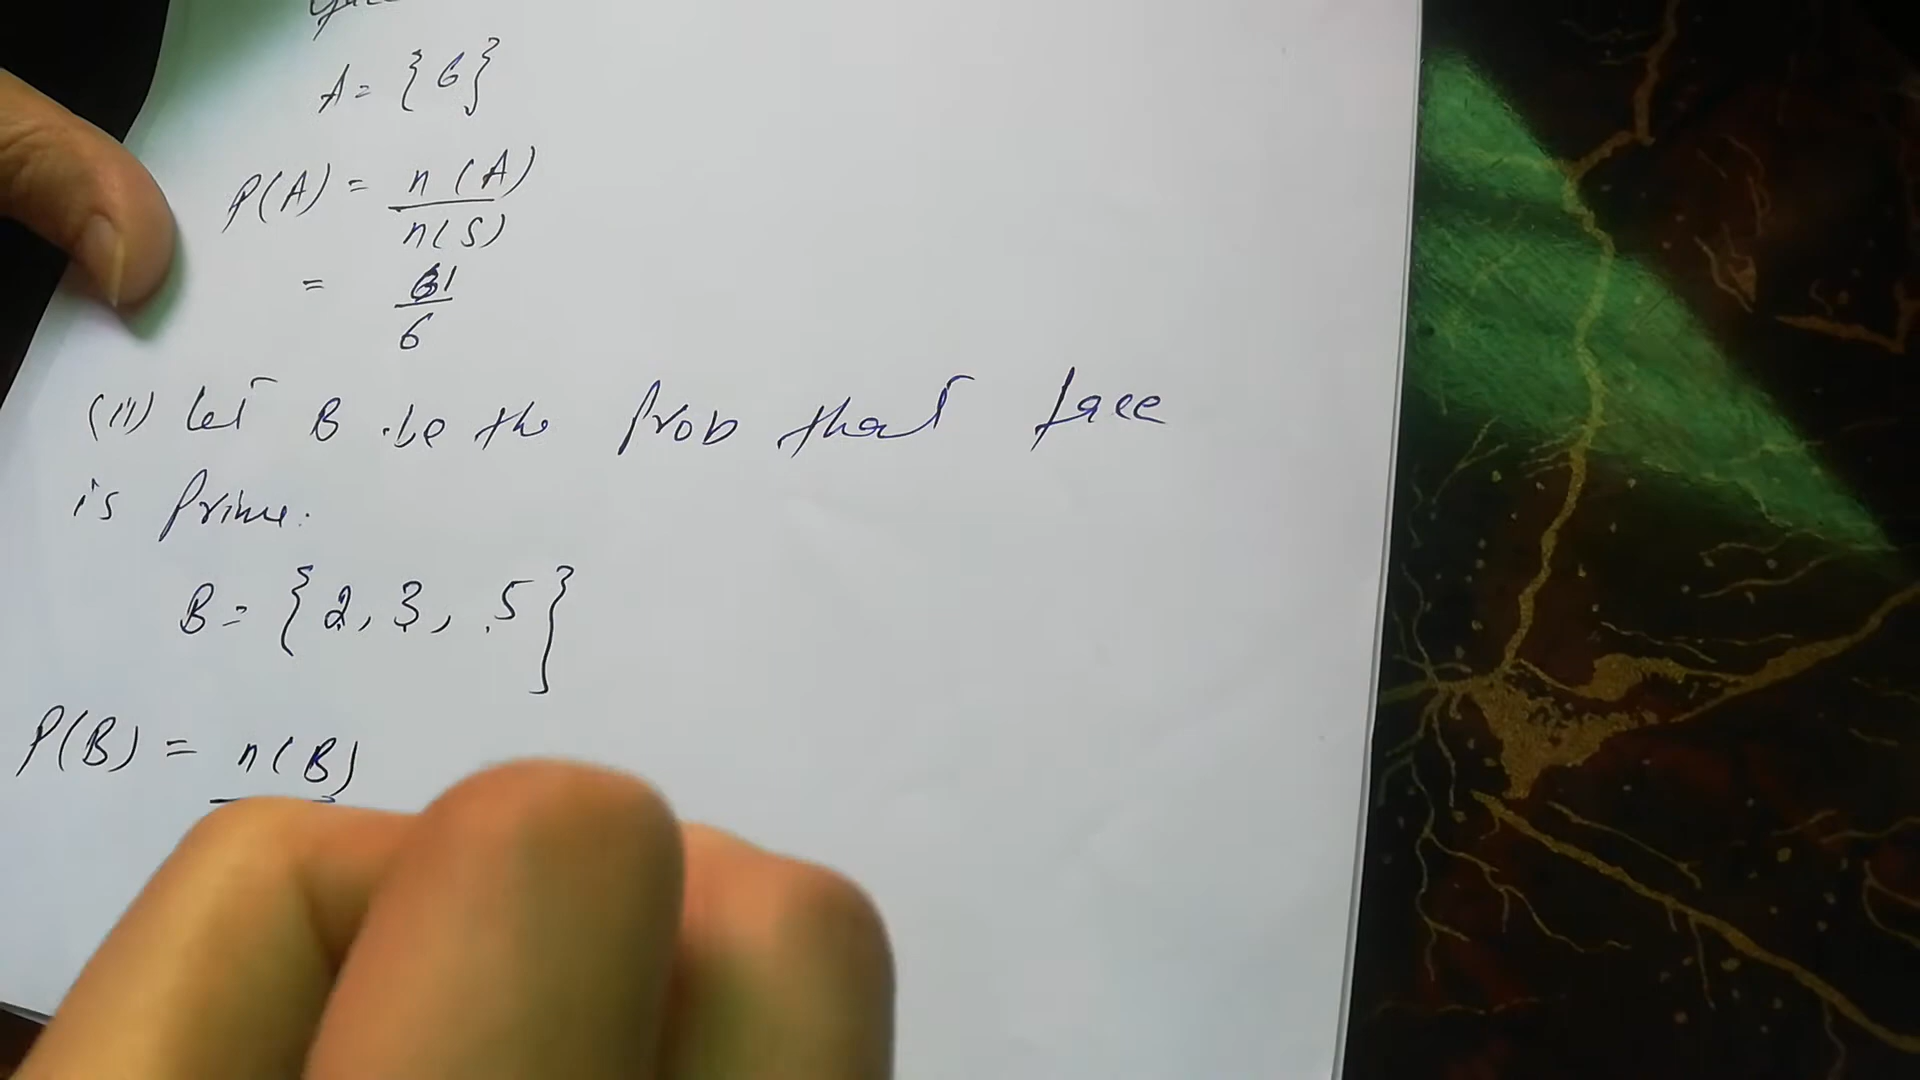 A = {6}
P(A) = n(A)
n(S)
= 1
6
(ii) let B be the Prob that face
is Prime.
B = {2, 3, 5}
P(B) = n(B)